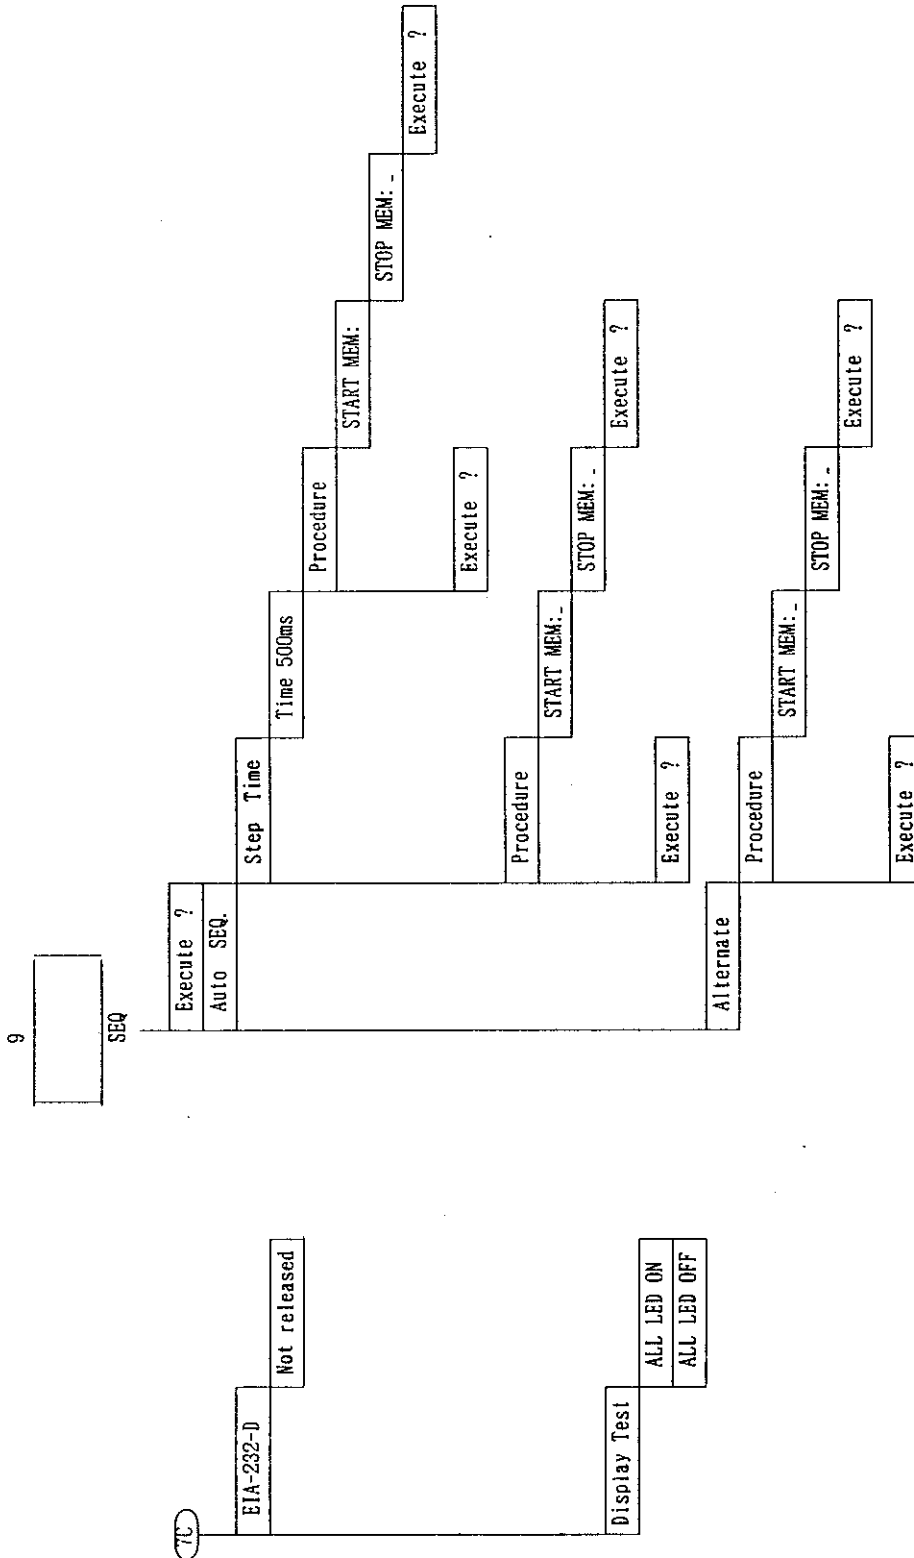 7C
EIA-232-D
Not released
Display Test
ALL LED ON
ALL LED OFF
9
SEQ
Execute ?
Auto SEQ.
Step Time
Time 500ms
Procedure
START MEM:
STOP MEM:_
Execute ?
Execute ?
Procedure
START MEM:_
STOP MEM:_
Execute ?
Execute ?
Alternate
Procedure
START MEM:_
STOP MEM:_
Execute ?
Execute ?